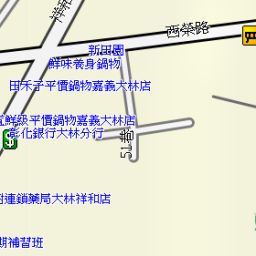 西榮路
新田園
鮮味養身鍋物
田禾子平價鍋物嘉義大林店
鮮級平價鍋物嘉義大林店
彰化銀行大林分行
51巷
連鎖藥局大林祥和店
期補習班